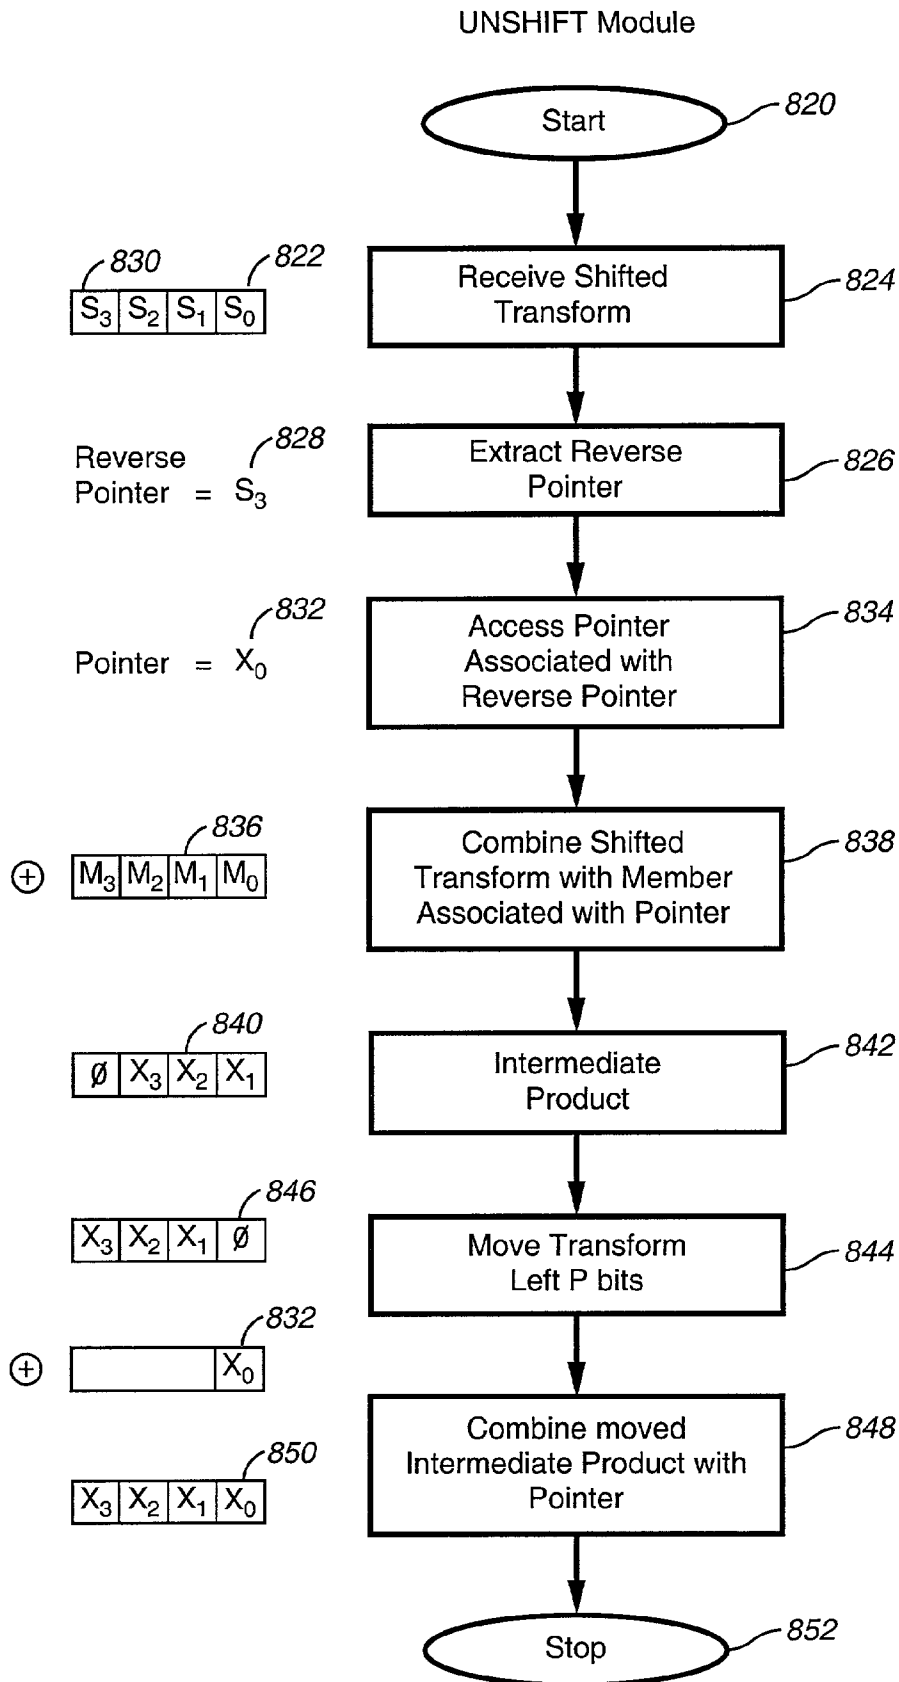 UNSHIFT Module
Start
820
830
822
S3 S2 S1 S0
Receive Shifted
Transform
824
Reverse
Pointer = S3
828
Extract Reverse
Pointer
826
Pointer = X0
832
Access Pointer
Associated with
Reverse Pointer
834
836
⊕ M3 M2 M1 M0
Combine Shifted
Transform with Member
Associated with Pointer
838
840
Ø X3 X2 X1
Intermediate
Product
842
846
X3 X2 X1 Ø
Move Transform
Left P bits
844
832
⊕ X0
850
X3 X2 X1 X0
Combine moved
Intermediate Product with
Pointer
848
Stop
852